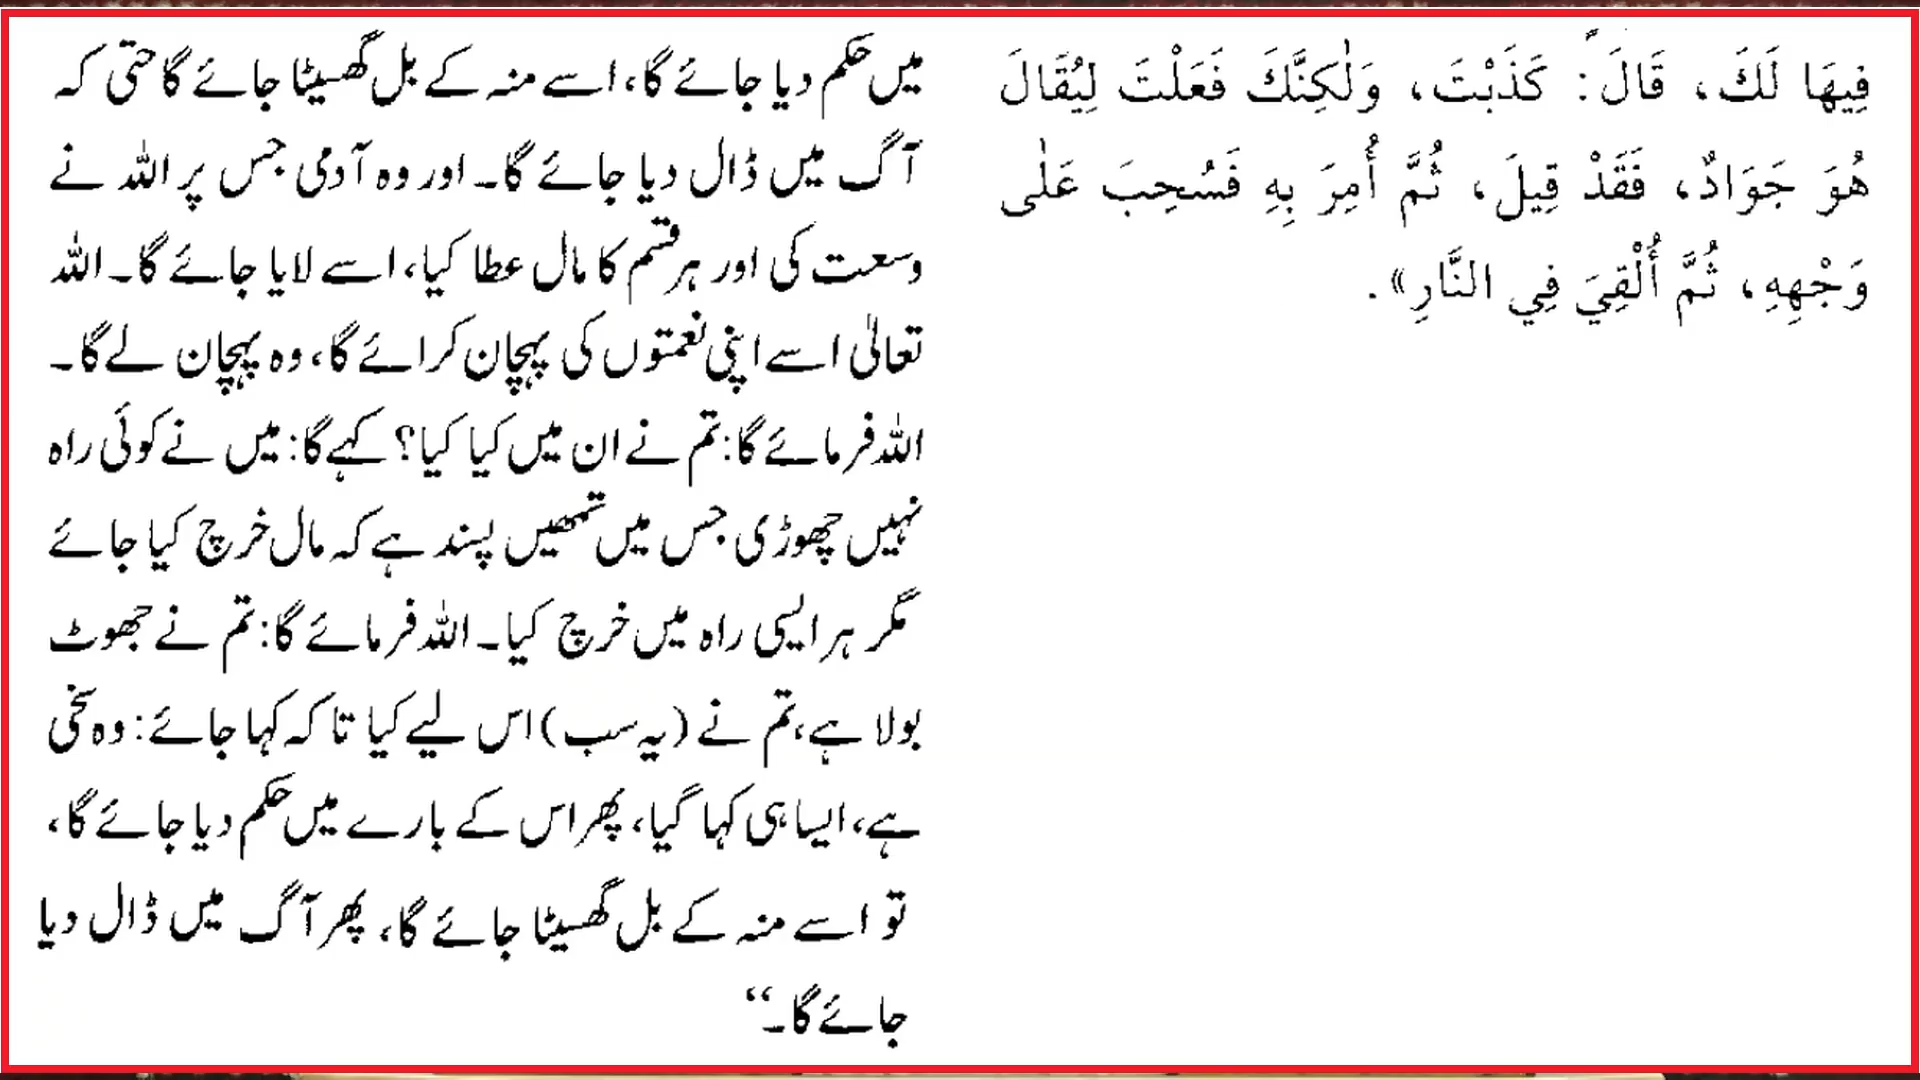 فِيهَا لَكَ، قَالَ: كَذَبْتَ، وَلٰكِنَّكَ فَعَلْتَ لِيُقَالَ
هُوَ جَوَادٌ، فَقَدْ قِيلَ، ثُمَّ أُمِرَ بِهِ فَسُحِبَ عَلٰى
وَجْهِهِ، ثُمَّ أُلْقِيَ فِي النَّارِ».
میں حکم دیا جائے گا، اسے منہ کے بل گھسیٹا جائے گا حتی کہ
آگ میں ڈال دیا جائے گا۔ اور وہ آدمی جس پر اللہ نے
وسعت کی اور ہر قسم کا مال عطا کیا، اسے لایا جائے گا۔ اللہ
تعالیٰ اسے اپنی نعمتوں کی پہچان کرائے گا، وہ پہچان لے گا۔
اللہ فرمائے گا: تم نے ان میں کیا کیا؟ کہے گا: میں نے کوئی راہ
نہیں چھوڑی جس میں تمھیں پسند ہے کہ مال خرچ کیا جائے
مگر ہر ایسی راہ میں خرچ کیا۔ اللہ فرمائے گا: تم نے جھوٹ
بولا ہے، تم نے (یہ سب) اس لیے کیا تا کہ کہا جائے: وہ سخی
ہے، ایسا ہی کہا گیا، پھر اس کے بارے میں حکم دیا جائے گا،
تو اسے منہ کے بل گھسیٹا جائے گا، پھر آگ میں ڈال دیا
جائے گا۔“